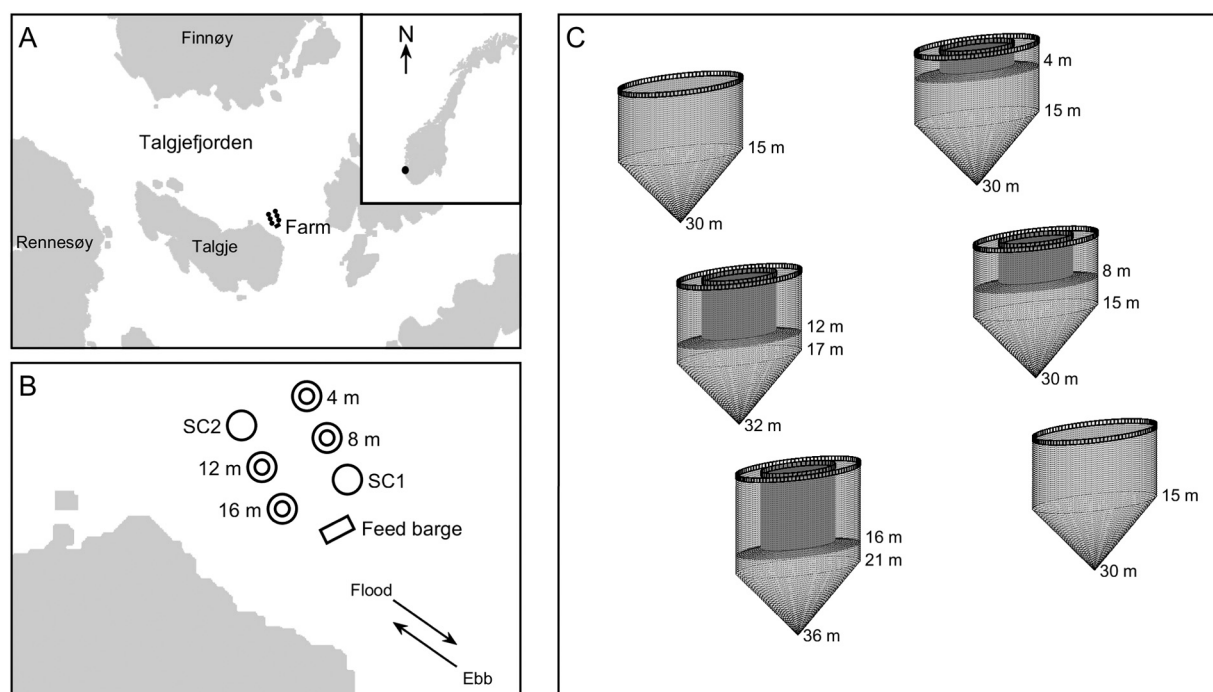 A
Finnøy
N
Talgjefjorden
Farm
Rennesøy
Talgje
B
4 m
SC2
8 m
12 m
SC1
16 m
Feed barge
Flood
Ebb
C
4 m
15 m
15 m
30 m
30 m
8 m
15 m
12 m
17 m
30 m
32 m
15 m
16 m
21 m
30 m
36 m